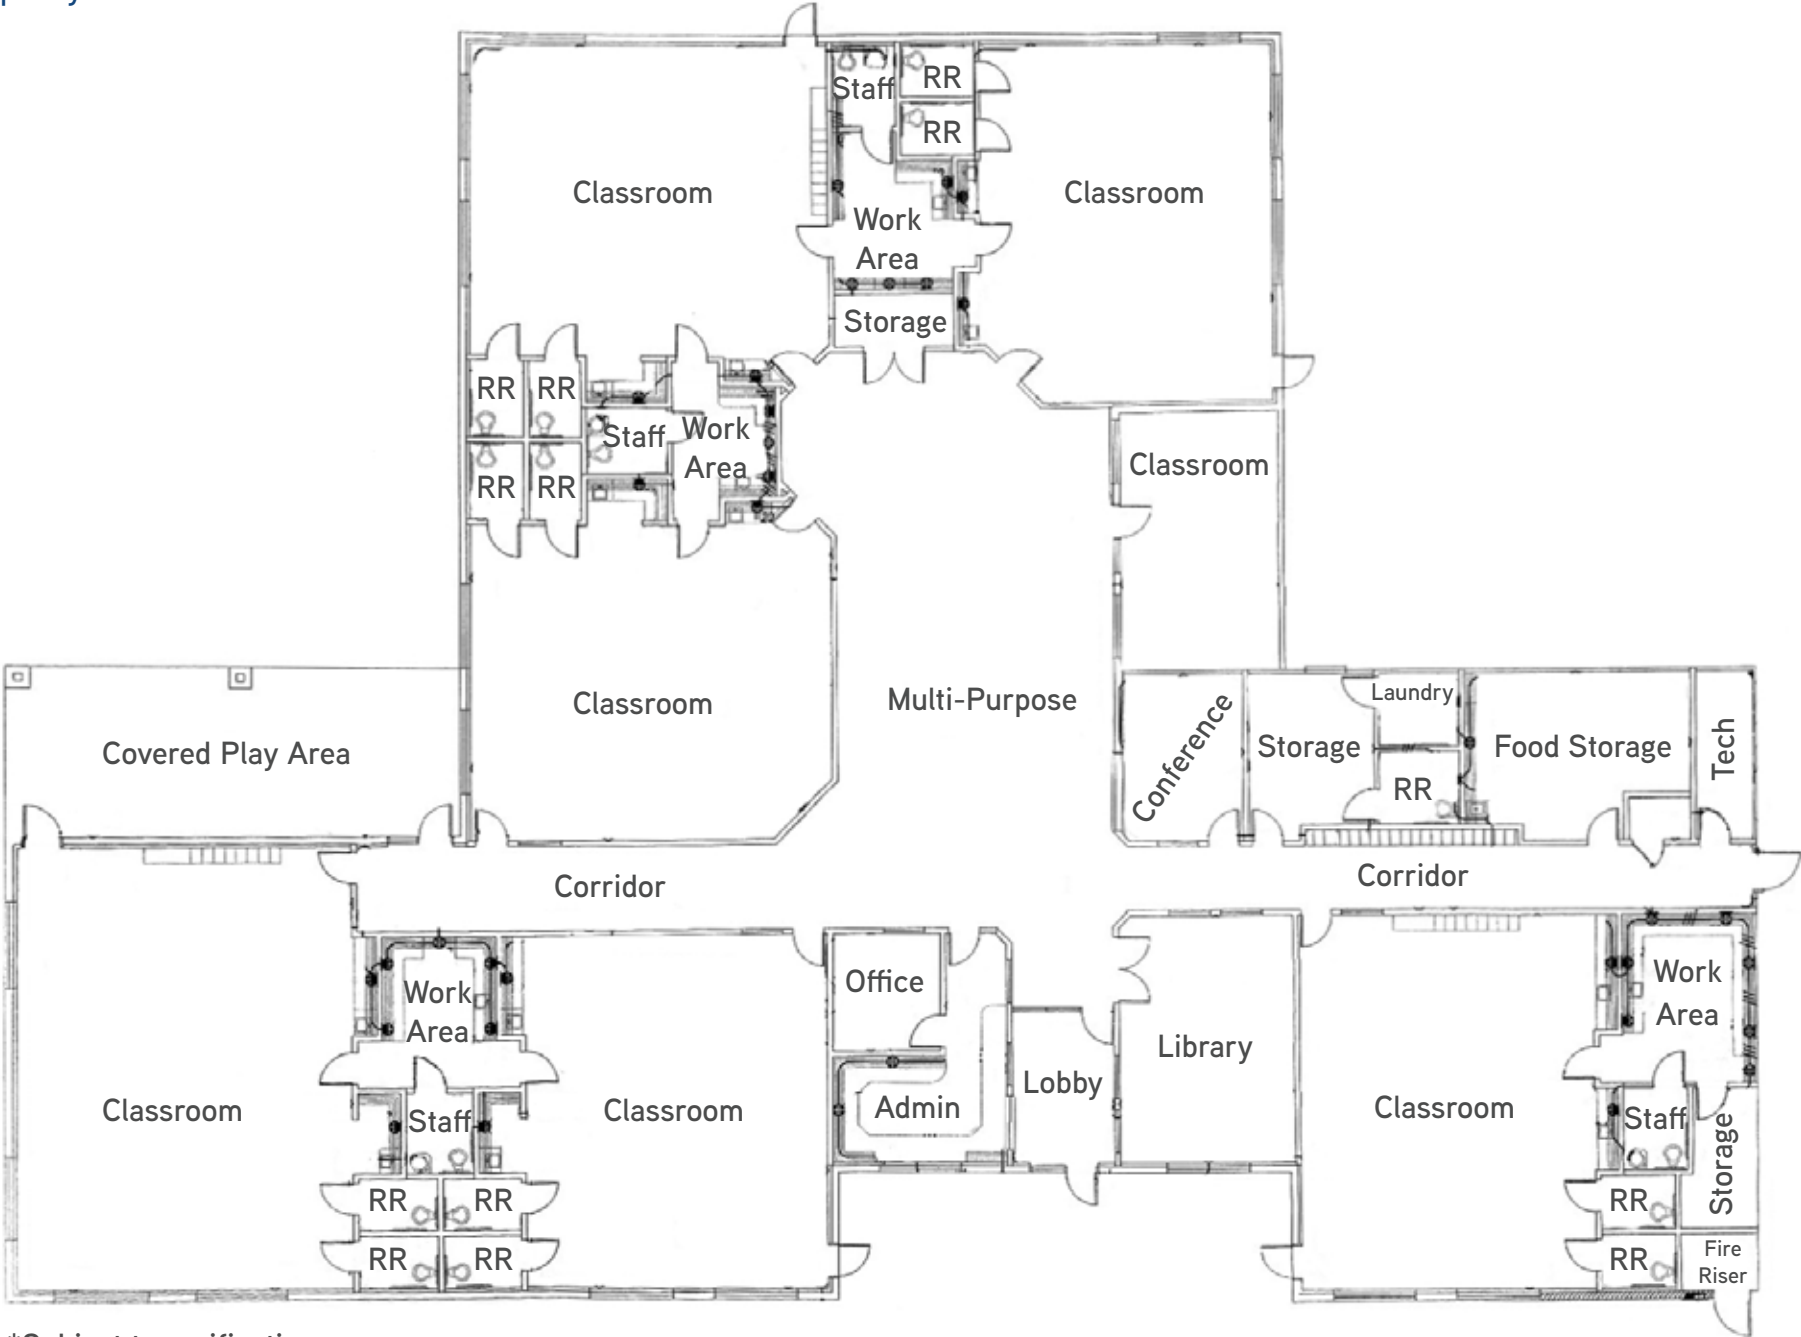 RR
Staff
RR
Classroom
Classroom
Work
Area
Storage
RR
RR
Staff
Work
Area
Classroom
RR
RR
Laundry
Classroom
Multi-Purpose
Conference
Storage
Food Storage
Tech
Covered Play Area
RR
Corridor
Corridor
Office
Work
Area
Work
Area
Library
Lobby
Classroom
Classroom
Admin
Classroom
Staff
Staff
Storage
RR
RR
RR
RR
RR
RR
Fire
Riser